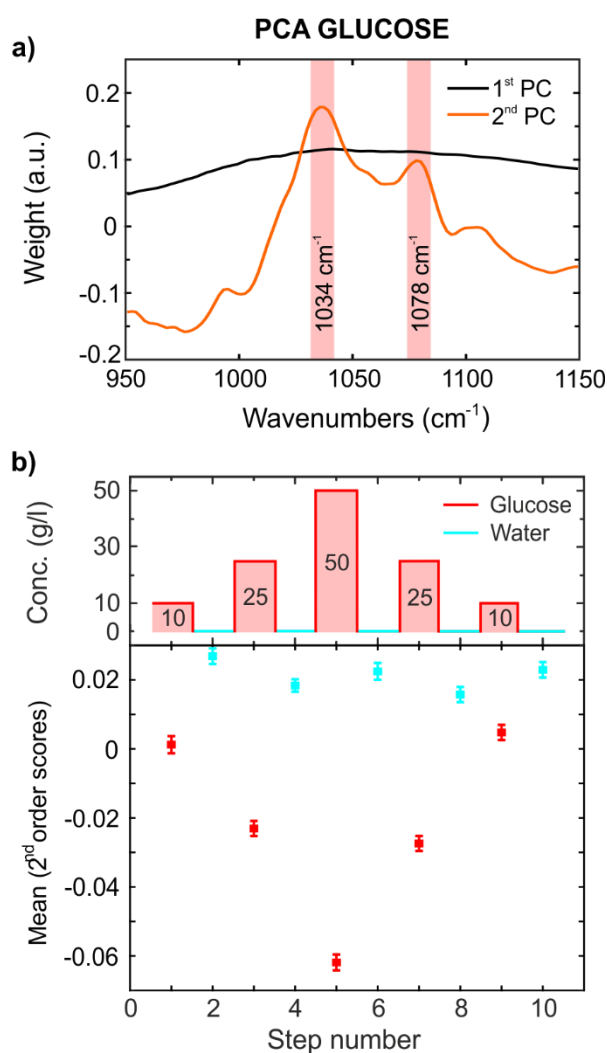 PCA GLUCOSE
a)
1st PC
2nd PC
Weight (a.u.)
0.2
0.1
0
-0.1
-0.2
1034 cm-1
1078 cm-1
950
1000
1050
1100
1150
Wavenumbers (cm-1)
b)
Conc. (g/l)
50
30
10
0
Glucose
Water
10
25
50
25
10
Mean (2nd order scores)
0.02
0
-0.02
-0.04
-0.06
0
2
4
6
8
10
Step number